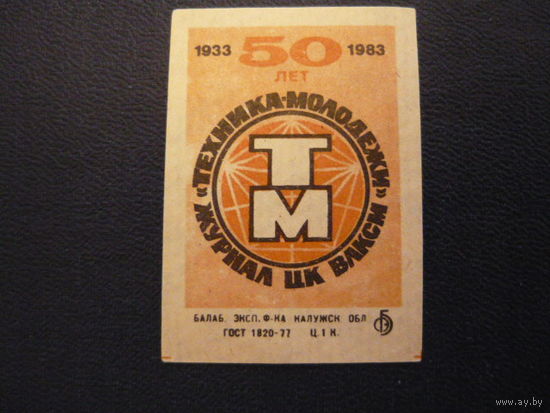 1933 50 1983
ЛЕТ
«ТЕХНИКА-МОЛОДЕЖИ»
ЖУРНАЛ ЦК ВЛКСМ
Т
М
БАЛАБ. ЭКСП. Ф-КА КАЛУЖСК. ОБЛ
ГОСТ 1820-77 Ц. 1 К.
www.ay.by